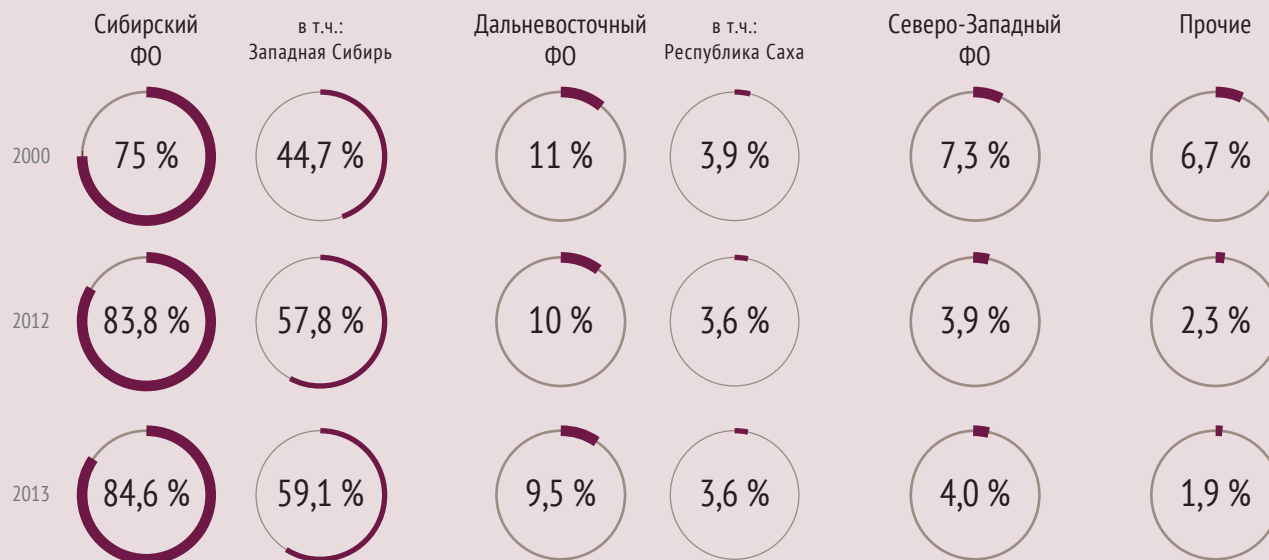 Сибирский
ФО
в т.ч.:
Западная Сибирь
Дальневосточный
ФО
в т.ч.:
Республика Саха
Северо-Западный
ФО
Прочие
2000
75 %
44,7 %
11 %
3,9 %
7,3 %
6,7 %
2012
83,8 %
57,8 %
10 %
3,6 %
3,9 %
2,3 %
2013
84,6 %
59,1 %
9,5 %
3,6 %
4,0 %
1,9 %